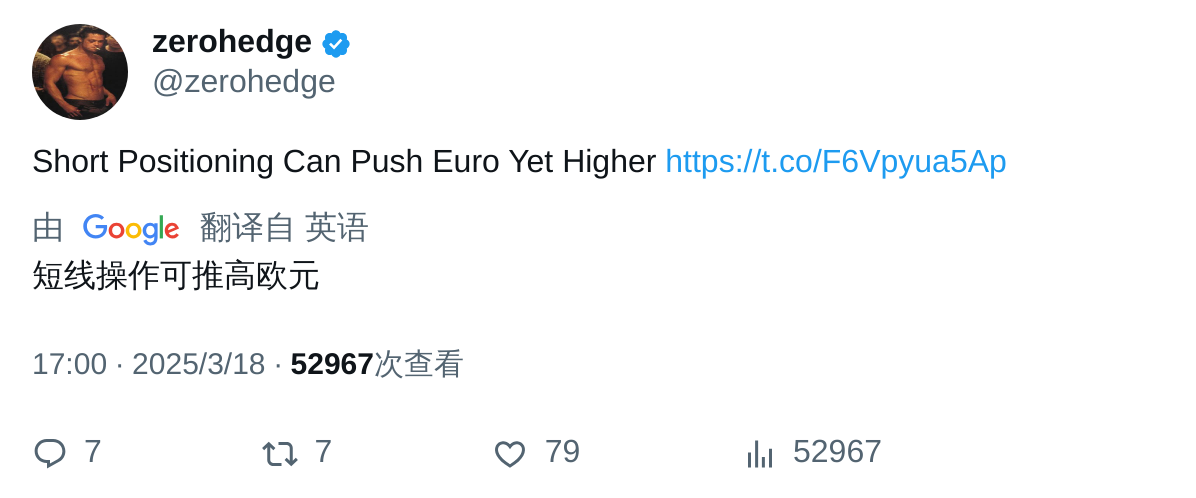 zerohedge
@zerohedge
Short Positioning Can Push Euro Yet Higher https://t.co/F6Vpyua5Ap
由 Google 翻译自 英语
短线操作可推高欧元
17:00 · 2025/3/18 · 52967次查看
7 7 79 52967